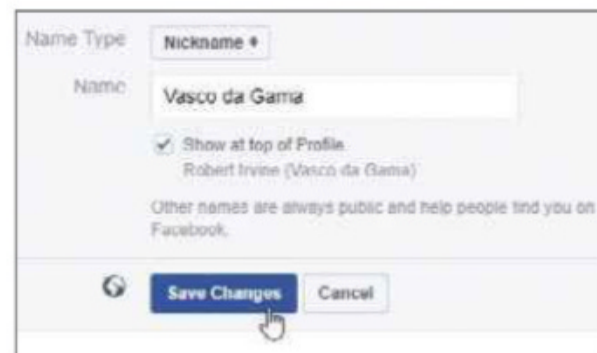 Name Type Nickname
Name Vasco da Gama
Show at top of Profile
Robert Irvine (Vasco da Gama)
Other names are always public and help people find you on
Facebook.
Save Changes Cancel